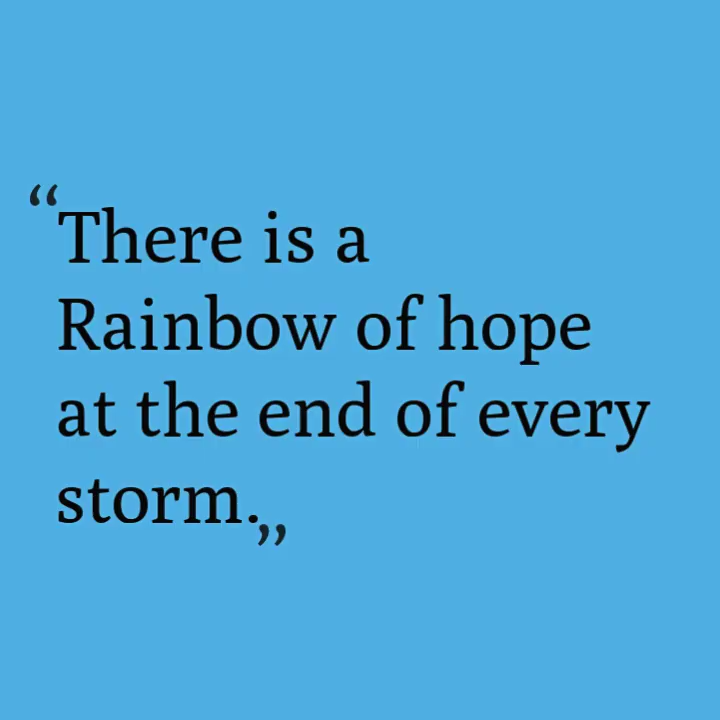 “There is a
Rainbow of hope
at the end of every
storm.”